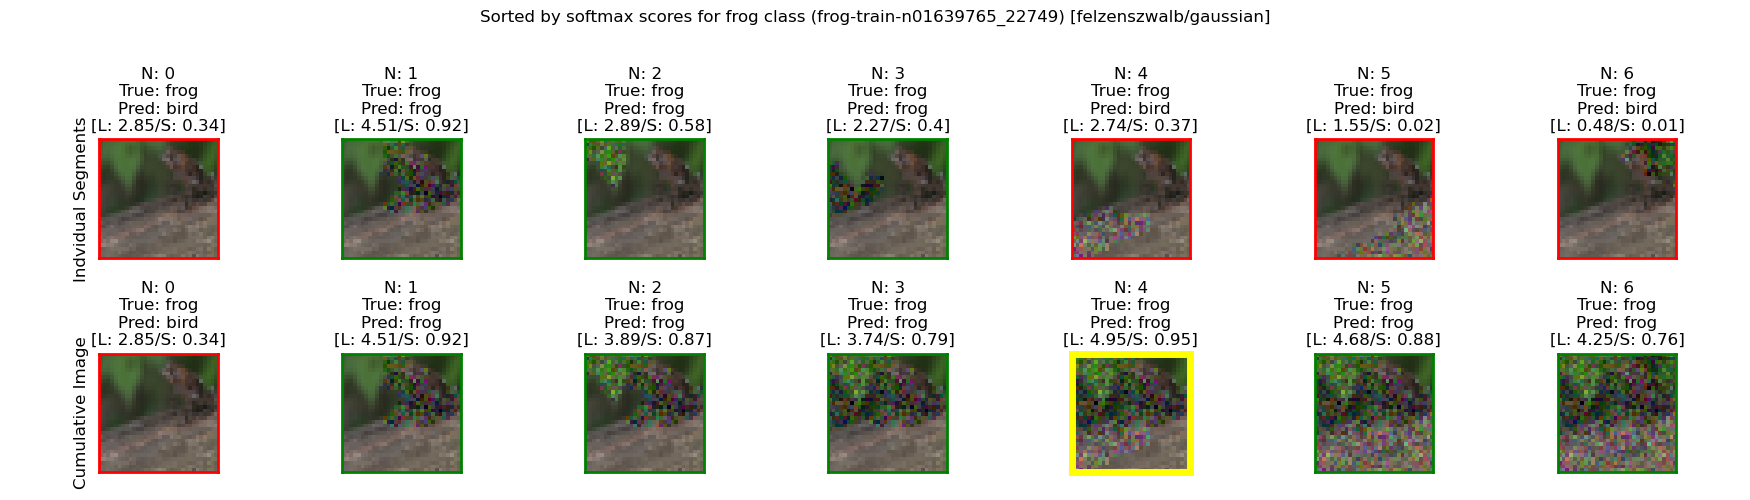 Sorted by softmax scores for frog class (frog-train-n01639765_22749) [felzenszwalb/gaussian]
Indvidual Segments
N: 0
True: frog
Pred: bird
[L: 2.85/S: 0.34]
N: 1
True: frog
Pred: frog
[L: 4.51/S: 0.92]
N: 2
True: frog
Pred: frog
[L: 2.89/S: 0.58]
N: 3
True: frog
Pred: frog
[L: 2.27/S: 0.4]
N: 4
True: frog
Pred: bird
[L: 2.74/S: 0.37]
N: 5
True: frog
Pred: bird
[L: 1.55/S: 0.02]
N: 6
True: frog
Pred: bird
[L: 0.48/S: 0.01]
Cumulative Image
N: 0
True: frog
Pred: bird
[L: 2.85/S: 0.34]
N: 1
True: frog
Pred: frog
[L: 4.51/S: 0.92]
N: 2
True: frog
Pred: frog
[L: 3.89/S: 0.87]
N: 3
True: frog
Pred: frog
[L: 3.74/S: 0.79]
N: 4
True: frog
Pred: frog
[L: 4.95/S: 0.95]
N: 5
True: frog
Pred: frog
[L: 4.68/S: 0.88]
N: 6
True: frog
Pred: frog
[L: 4.25/S: 0.76]